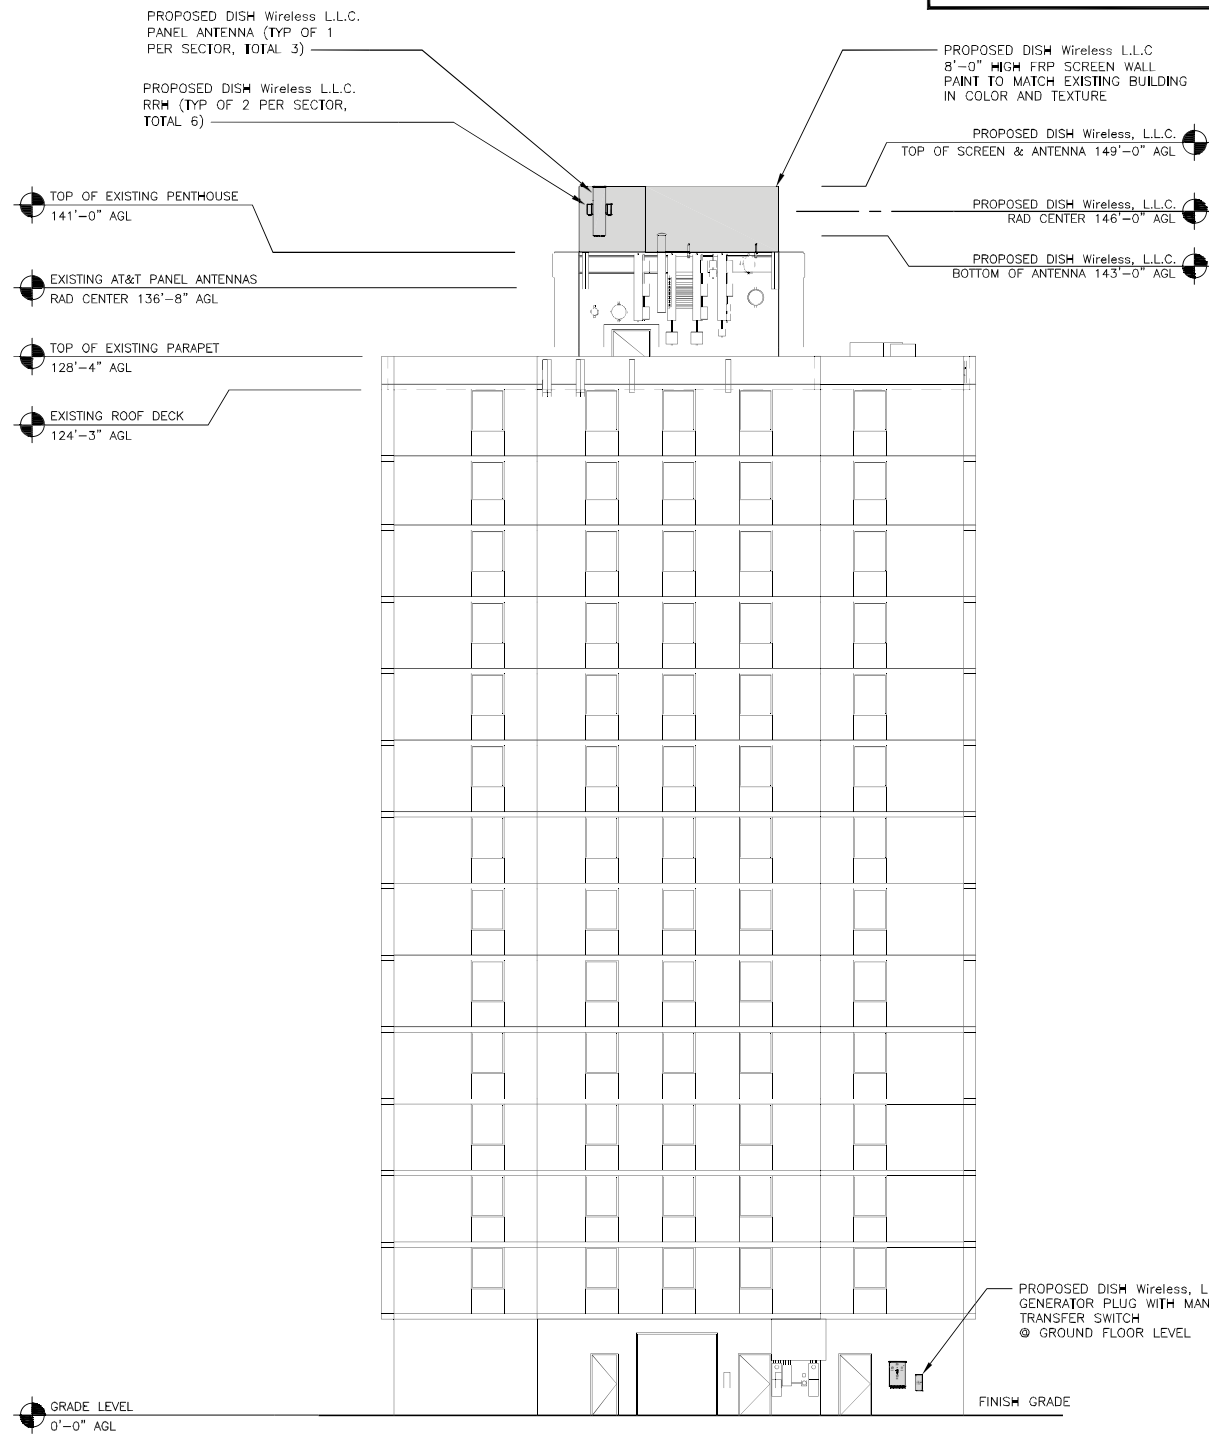 PROPOSED DISH Wireless L.L.C.
PANEL ANTENNA (TYP OF 1
PER SECTOR, TOTAL 3)
PROPOSED DISH Wireless L.L.C.
RRH (TYP OF 2 PER SECTOR,
TOTAL 6)
PROPOSED DISH Wireless L.L.C
8'-0" HIGH FRP SCREEN WALL
PAINT TO MATCH EXISTING BUILDING
IN COLOR AND TEXTURE
PROPOSED DISH Wireless, L.L.C.
TOP OF SCREEN & ANTENNA 149'-0" AGL
TOP OF EXISTING PENTHOUSE
141'-0" AGL
PROPOSED DISH Wireless, L.L.C.
RAD CENTER 146'-0" AGL
PROPOSED DISH Wireless, L.L.C.
BOTTOM OF ANTENNA 143'-0" AGL
EXISTING AT&T PANEL ANTENNAS
RAD CENTER 136'-8" AGL
TOP OF EXISTING PARAPET
128'-4" AGL
EXISTING ROOF DECK
124'-3" AGL
PROPOSED DISH Wireless, L
GENERATOR PLUG WITH MAN
TRANSFER SWITCH
@ GROUND FLOOR LEVEL
FINISH GRADE
GRADE LEVEL
0'-0" AGL